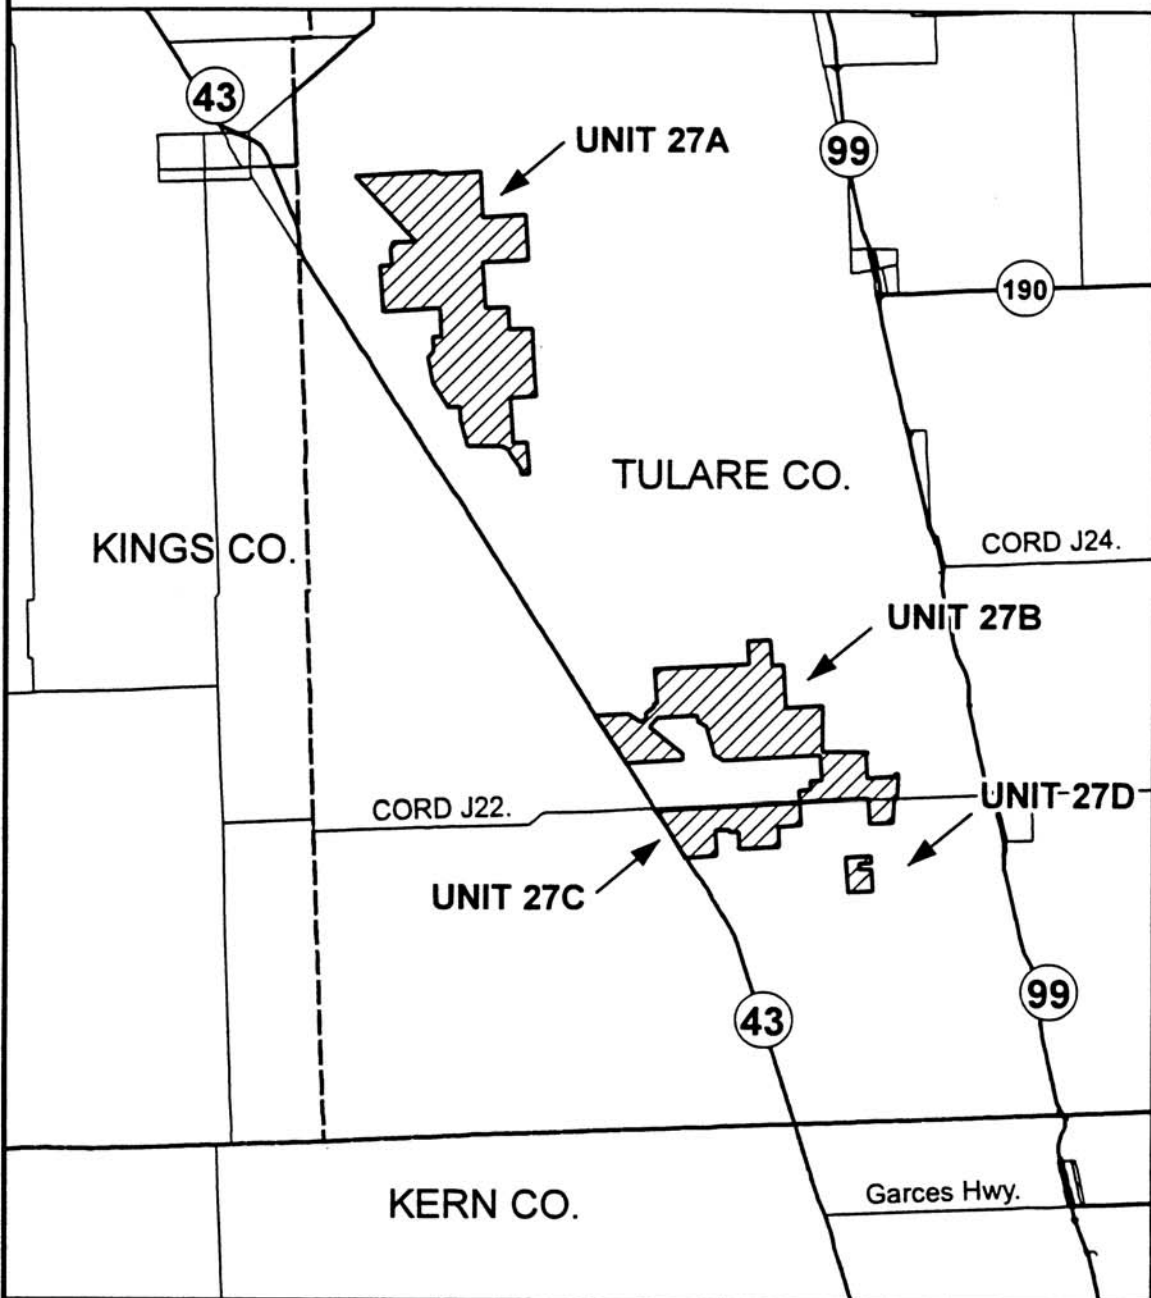 43
UNIT 27A
99
190
TULARE CO.
KINGS CO.
CORD J24.
UNIT 27B
CORD J22.
UNIT 27D
UNIT 27C
99
43
KERN CO.
Garces Hwy.